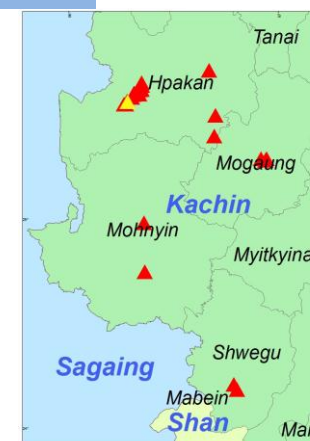 Tanai
Hpakan
Mogaung
Kachin
Mohnyin
Myitkyina
Shwegu
Sagaing
Mabein
Shan